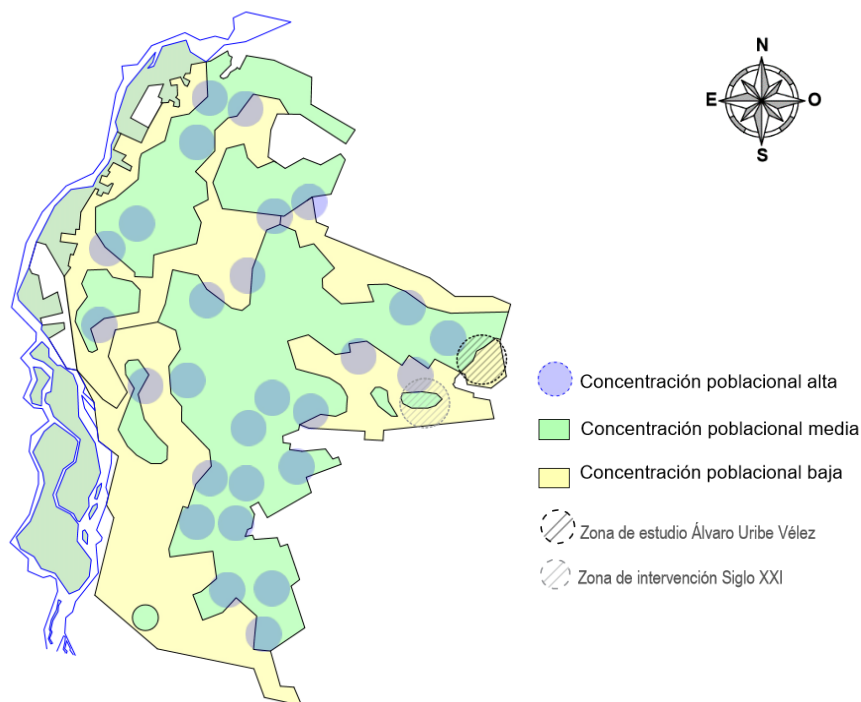 N
E O
S
Concentración poblacional alta
Concentración poblacional media
Concentración poblacional baja
Zona de estudio Álvaro Uribe Vélez
Zona de intervención Siglo XXI